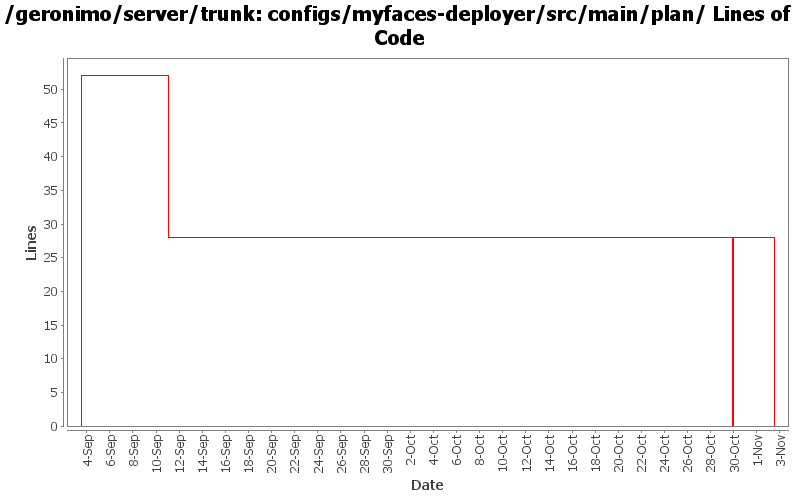 /geronimo/server/trunk: configs/myfaces-deployer/src/main/plan/ Lines of
Code
50
45
40
35
30
25
20
15
10
5
0
Lines
4-Sep
6-Sep
8-Sep
10-Sep
12-Sep
14-Sep
16-Sep
18-Sep
20-Sep
22-Sep
24-Sep
26-Sep
28-Sep
30-Sep
2-Oct
4-Oct
6-Oct
8-Oct
10-Oct
12-Oct
14-Oct
16-Oct
18-Oct
20-Oct
22-Oct
24-Oct
26-Oct
28-Oct
30-Oct
1-Nov
3-Nov
Date